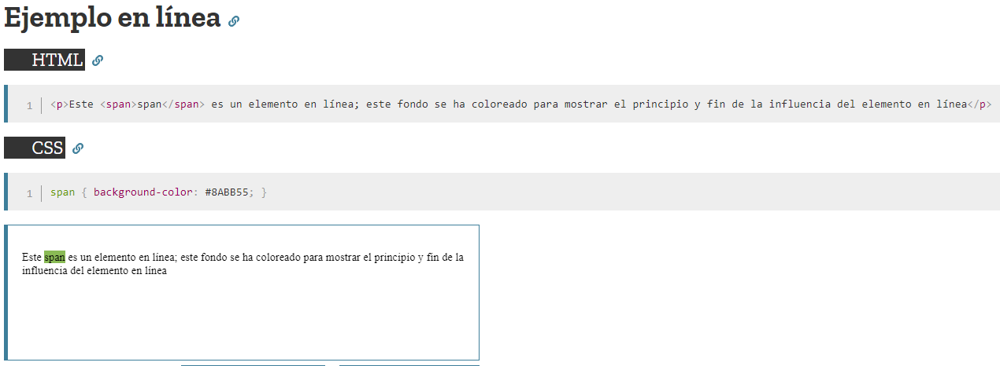 Ejemplo en línea
HTML
1 <p>Este <span>span</span> es un elemento en línea; este fondo se ha coloreado para mostrar el principio y fin de la influencia del elemento en línea</p>
CSS
1 span { background-color: #8ABB55; }
Este span es un elemento en línea; este fondo se ha coloreado para mostrar el principio y fin de la
influencia del elemento en línea